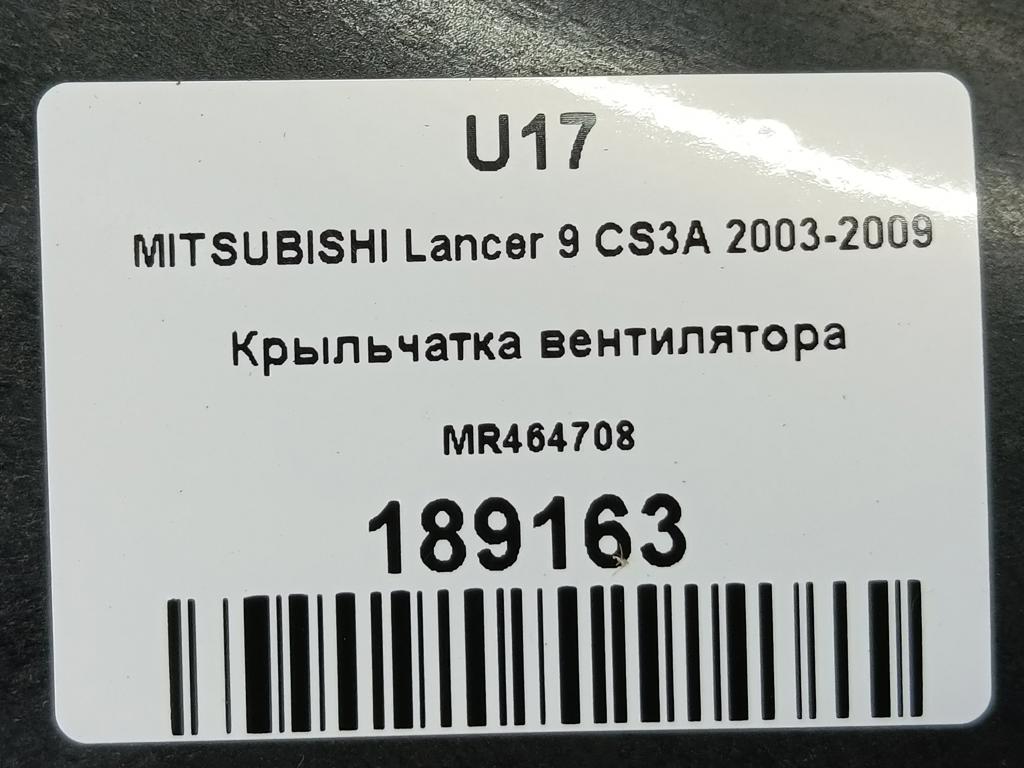 U17
MITSUBISHI Lancer 9 CS3A 2003-2009
Крыльчатка вентилятора
MR464708
189163